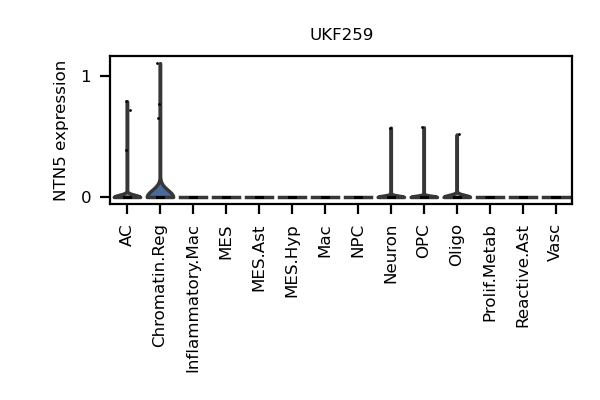 UKF259
NTN5 expression
1
0
AC
Chromatin.Reg
Inflammatory.Mac
MES
MES.Ast
MES.Hyp
Mac
NPC
Neuron
OPC
Oligo
Prolif.Metab
Reactive.Ast
Vasc